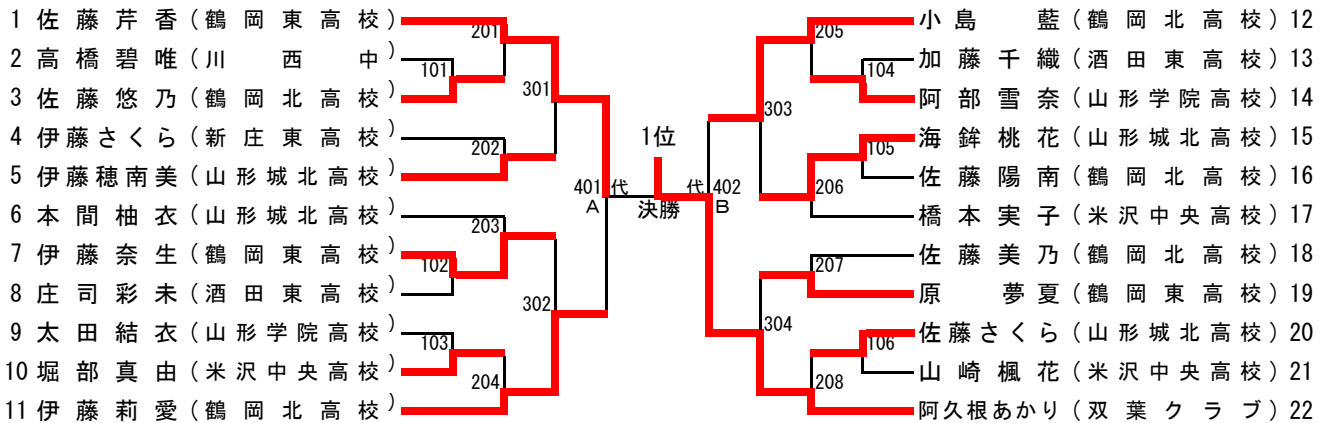 1 佐藤芹香(鶴岡東高校)
2 高橋碧唯(川西中)
3 佐藤悠乃(鶴岡北高校)
4 伊藤さくら(新庄東高校)
5 伊藤穂南美(山形城北高校)
6 本間柚衣(山形城北高校)
7 伊藤奈生(鶴岡東高校)
8 庄司彩未(酒田東高校)
9 太田結衣(山形学院高校)
10 堀部真由(米沢中央高校)
11 伊藤莉愛(鶴岡北高校)
201
101
202
203
102
103
204
301
302
401 代
A
1位
決勝
代 402
B
303
304
205
104
105
206
207
106
208
小島藍(鶴岡北高校) 12
加藤千織(酒田東高校) 13
阿部雪奈(山形学院高校) 14
海鉾桃花(山形城北高校) 15
佐藤陽南(鶴岡北高校) 16
橋本実子(米沢中央高校) 17
佐藤美乃(鶴岡北高校) 18
原夢夏(鶴岡東高校) 19
佐藤さくら(山形城北高校) 20
山崎楓花(米沢中央高校) 21
阿久根あかり(双葉クラブ) 22